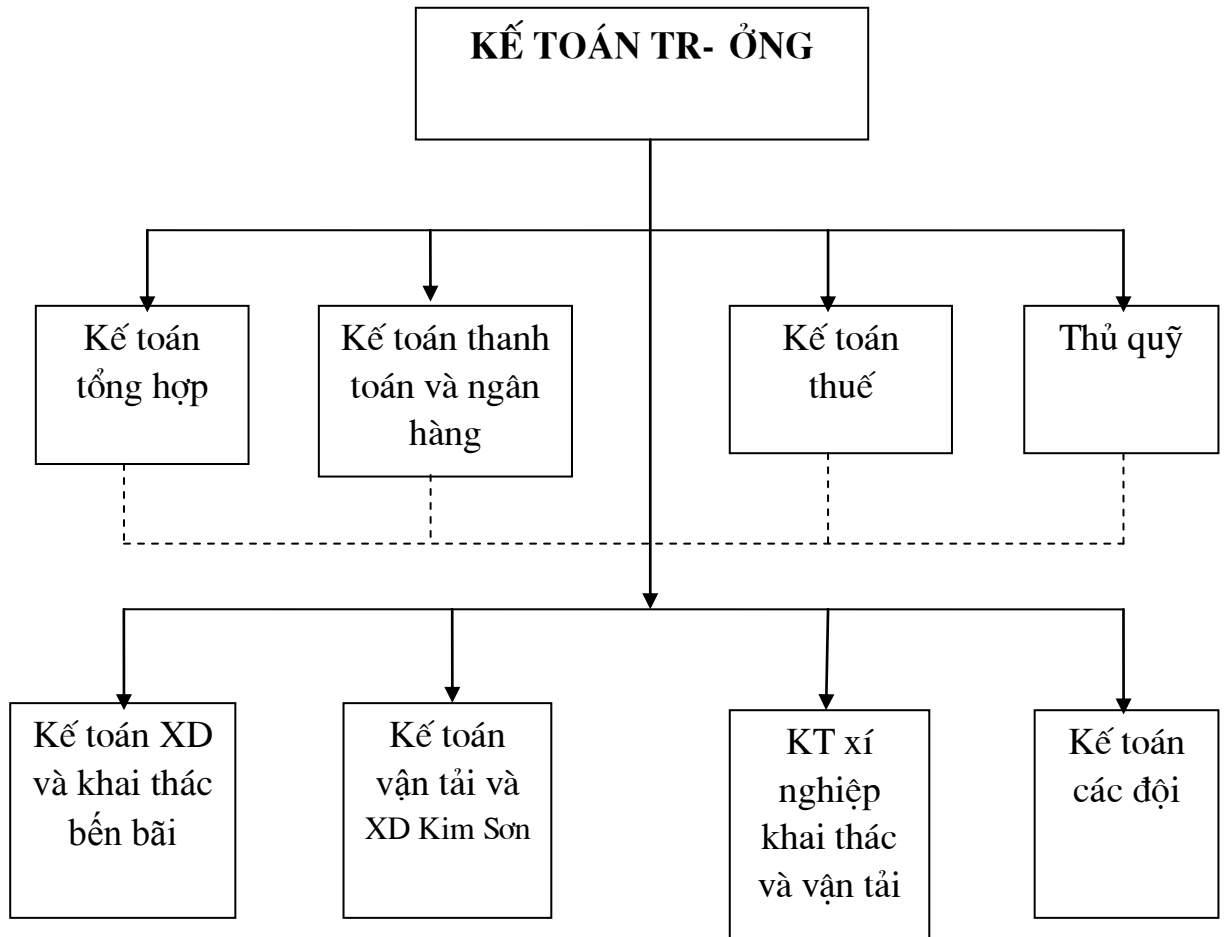 KẾ TOÁN TR- ỞNG
Kế toán
tổng hợp
Kế toán thanh
toán và ngân
hàng
Kế toán
thuế
Thủ quỹ
Kế toán XD
và khai thác
bến bãi
Kế toán
vận tải và
XD Kim Sơn
KT xí
nghiệp
khai thác
và vận tải
Kế toán
các đội